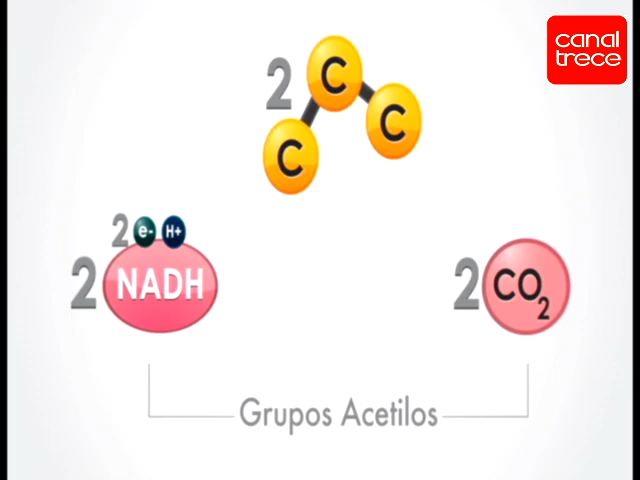 canal
trece
2 C
C
C
2 e- H+
2 NADH
2 CO2
Grupos Acetilos